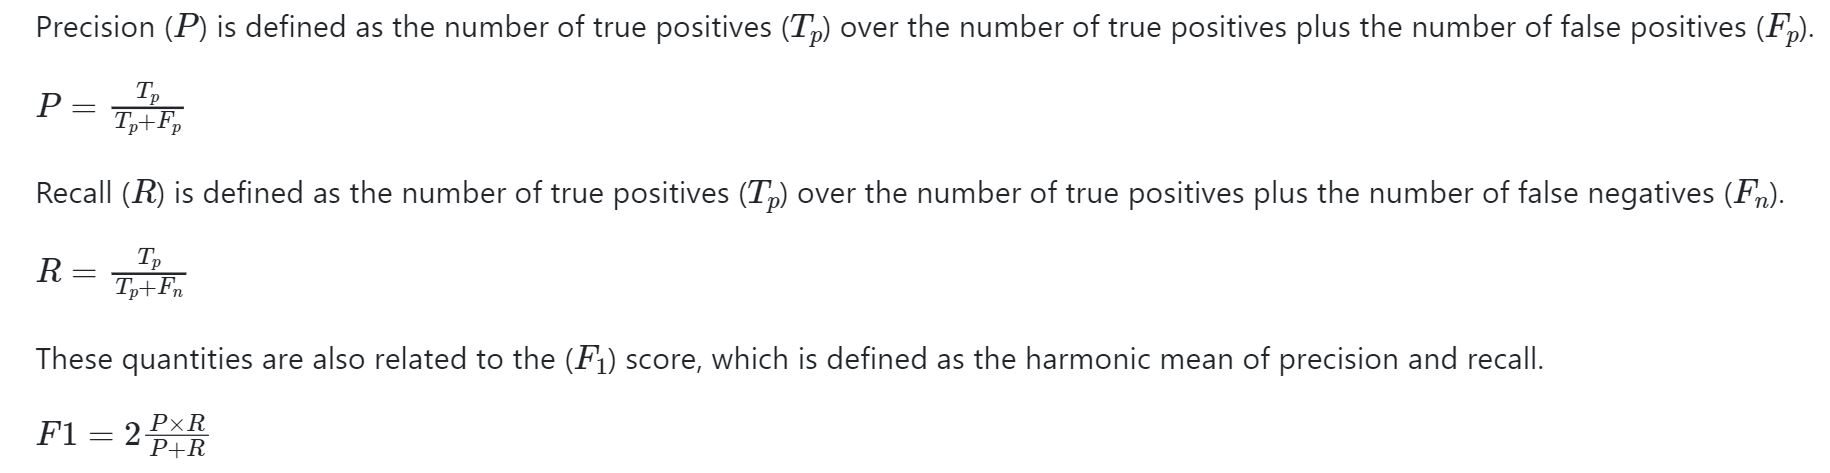 Precision (P) is defined as the number of true positives (T_p) over the number of true positives plus the number of false positives (F_p).
P = \frac{T_p}{T_p+F_p}
Recall (R) is defined as the number of true positives (T_p) over the number of true positives plus the number of false negatives (F_n).
R = \frac{T_p}{T_p+F_n}
These quantities are also related to the (F_1) score, which is defined as the harmonic mean of precision and recall.
F1 = 2\frac{P×R}{P+R}